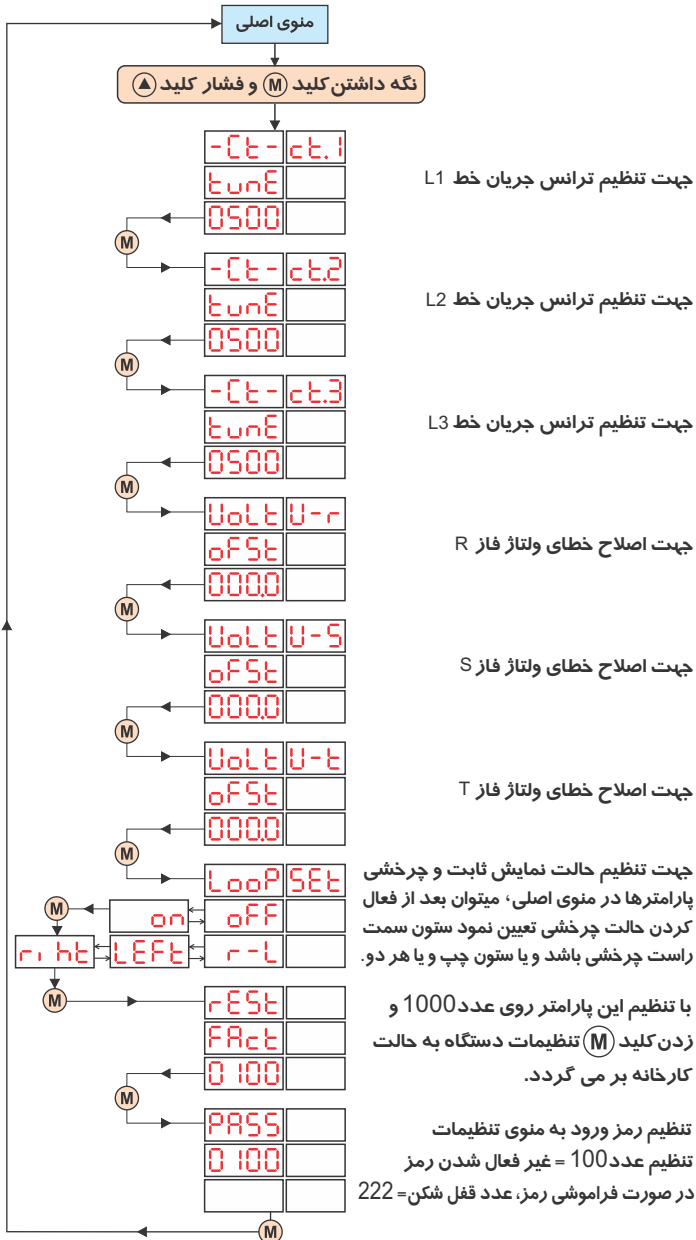 منوی اصلی
نگه داشتن کلید M و فشار کلید ▲
-Ct- ct.1
tunE
0500
جهت تنظیم ترانس جریان خط L1
M
-Ct- ct.2
tunE
0500
جهت تنظیم ترانس جریان خط L2
M
-Ct- ct.3
tunE
0500
جهت تنظیم ترانس جریان خط L3
M
UoLt U-r
oFSt
000.0
جهت اصلاح خطای ولتاژ فاز R
M
UoLt U-S
oFSt
000.0
جهت اصلاح خطای ولتاژ فاز S
M
UoLt U-t
oFSt
000.0
جهت اصلاح خطای ولتاژ فاز T
M
LooP SEt
M on oFF
ri ht LEFt r-L
جهت تنظیم حالت نمایش ثابت و چرخشی
پارامترها در منوی اصلی، میتوان بعد از فعال
کردن حالت چرخشی تعیین نمود ستون سمت
راست چرخشی باشد و یا ستون چپ و یا هر دو.
M
rESt
FAct
0100
با تنظیم این پارامتر روی عدد 1000 و
زدن کلید M تنظیمات دستگاه به حالت
کارخانه بر می گردد.
M
PASS
0100
تنظیم رمز ورود به منوی تنظیمات
تنظیم عدد 100 = غیر فعال شدن رمز
در صورت فراموشی رمز، عدد قفل شکن= 222
M